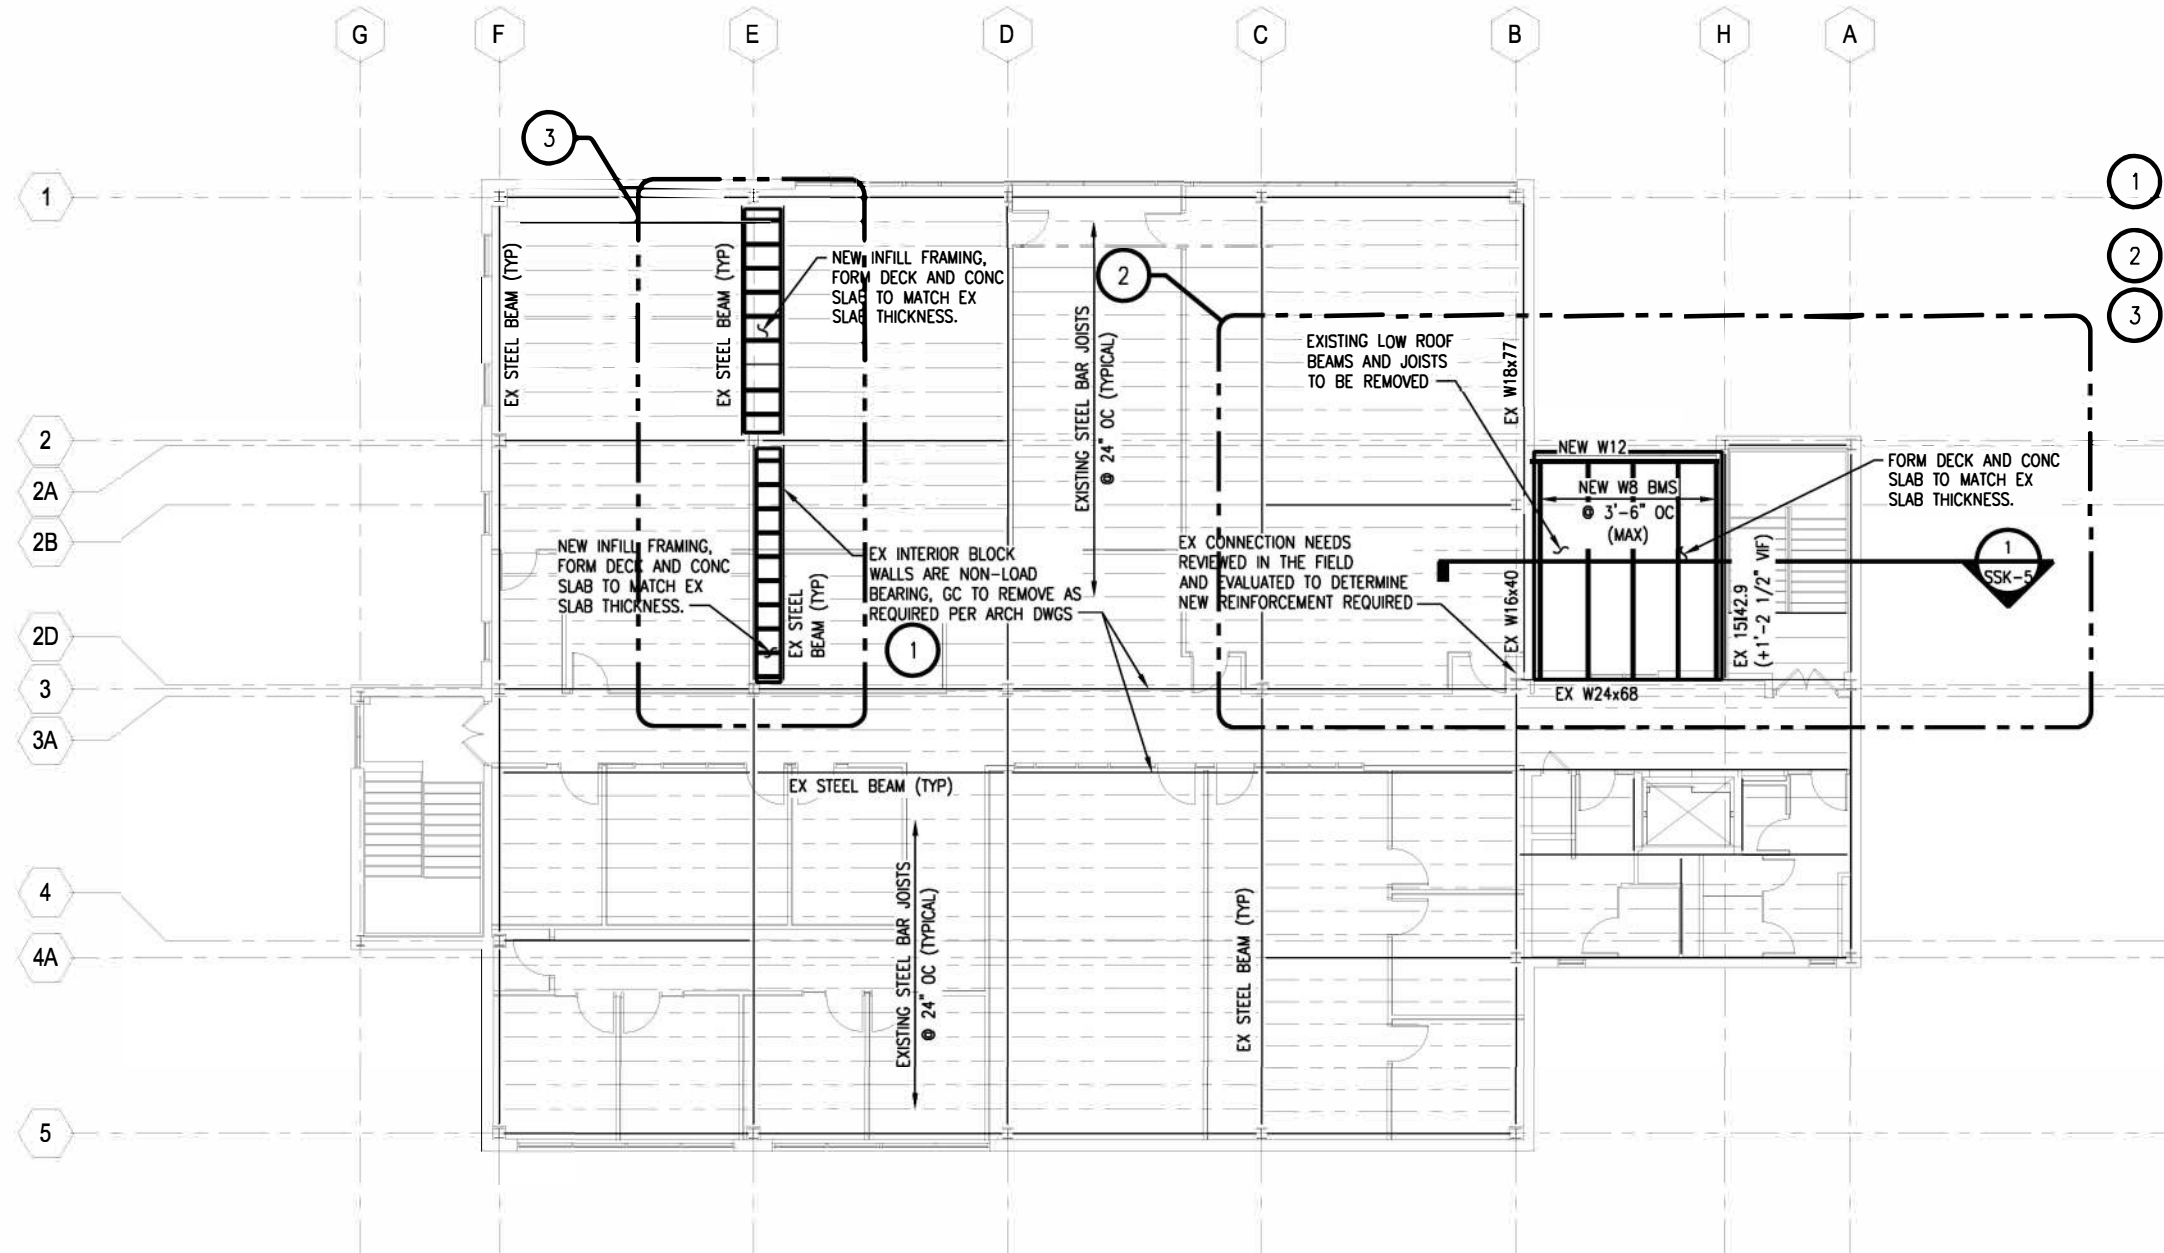 G
F
E
D
C
B
H
A
1
2
2A
2B
2D
3
3A
4
4A
5
3
2
1
1
2
3
EX STEEL BEAM (TYP)
EX STEEL BEAM (TYP)
NEW INFILL FRAMING,
FORM DECK AND CONC
SLAB TO MATCH EX
SLAB THICKNESS.
EXISTING STEEL BAR JOISTS
@ 24" OC (TYPICAL)
EXISTING LOW ROOF
BEAMS AND JOISTS
TO BE REMOVED
EX W18x77
NEW W12
NEW W8 BMS
@ 3'-6" OC
(MAX)
FORM DECK AND CONC
SLAB TO MATCH EX
SLAB THICKNESS.
NEW INFILL FRAMING,
FORM DECK AND CONC
SLAB TO MATCH EX
SLAB THICKNESS.
EX STEEL
BEAM (TYP)
EX INTERIOR BLOCK
WALLS ARE NON-LOAD
BEARING, GC TO REMOVE AS
REQUIRED PER ARCH DWGS
EX CONNECTION NEEDS
REVIEWED IN THE FIELD
AND EVALUATED TO DETERMINE
NEW REINFORCEMENT REQUIRED
EX W16x40
EX 15I42.9
(+1'-2 1/2" VIF)
1
SSK-5
EX W24x68
EX STEEL BEAM (TYP)
EXISTING STEEL BAR JOISTS
@ 24" OC (TYPICAL)
EX STEEL BEAM (TYP)